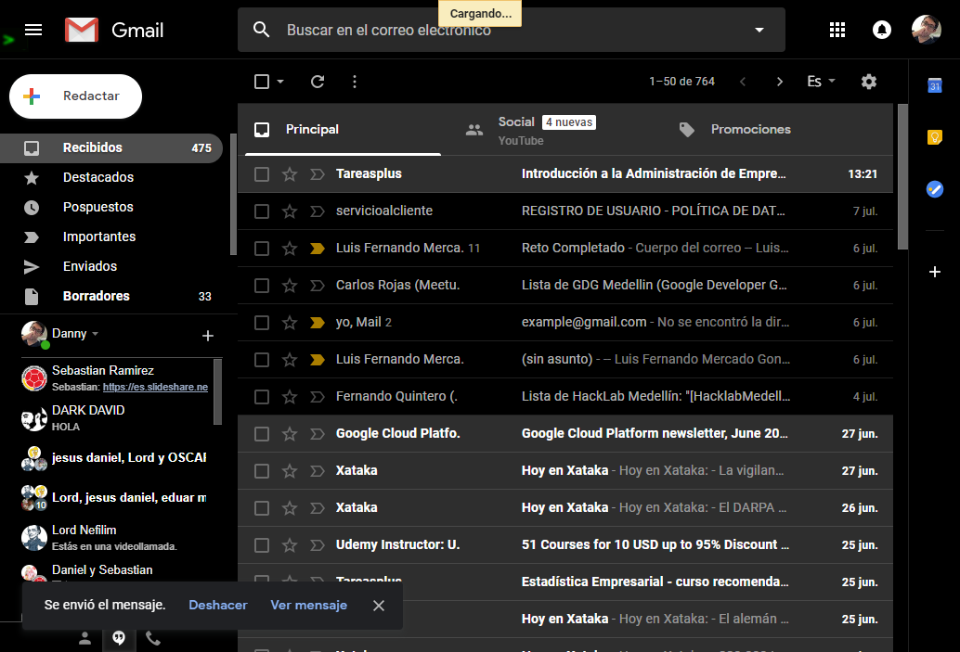 Cargando...
Gmail
Buscar en el correo electrónico
Redactar
1–50 de 764
Es
31
Principal
Social 4 nuevas
YouTube
Promociones
Recibidos 475
Destacados
Pospuestos
Importantes
Enviados
Borradores 33
Danny
Sebastian Ramirez
Sebastian: https://es.slideshare.ne
DARK DAVID
HOLA
jesus daniel, Lord y OSCAR
Lord, jesus daniel, eduar m
10
Lord Nefilim
Estás en una videollamada.
Daniel y Sebastian
Tareasplus Introducción a la Administración de Empre… 13:21
servicioalcliente REGISTRO DE USUARIO - POLÍTICA DE DAT… 7 jul.
Luis Fernando Merca. 11 Reto Completado - Cuerpo del correo -- Luis… 6 jul.
Carlos Rojas (Meetu. Lista de GDG Medellin (Google Developer G… 6 jul.
yo, Mail 2 example@gmail.com - No se encontró la dir… 6 jul.
Luis Fernando Merca. (sin asunto) - -- Luis Fernando Mercado Gon… 6 jul.
Fernando Quintero (. Lista de HackLab Medellín: "[HacklabMedell… 4 jul.
Google Cloud Platfo. Google Cloud Platform newsletter, June 20… 27 jun.
Xataka Hoy en Xataka - Hoy en Xataka: - La vigilan… 27 jun.
Xataka Hoy en Xataka - Hoy en Xataka: - El DARPA … 26 jun.
Udemy Instructor: U. 51 Courses for 10 USD up to 95% Discount … 25 jun.
Tareasplus Estadística Empresarial - curso recomenda… 25 jun.
Hoy en Xataka - Hoy en Xataka: - El alemán … 25 jun.
Se envió el mensaje. Deshacer Ver mensaje